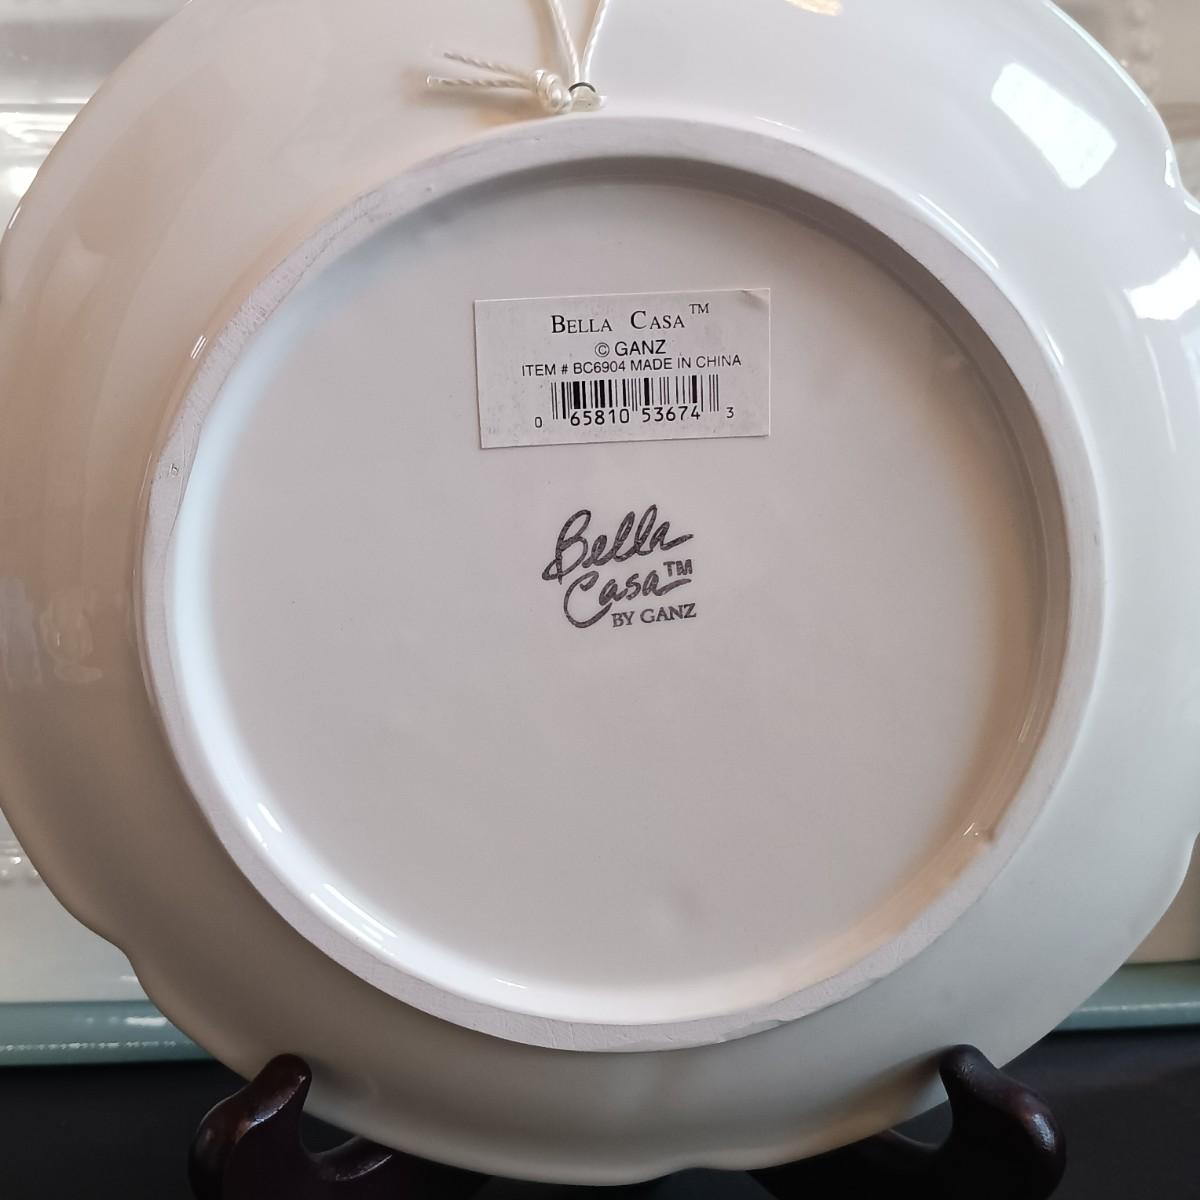 BELLA CASA™
© GANZ
ITEM # BC6904 MADE IN CHINA
0 65810 53674 3
Bella
Casa™
BY GANZ